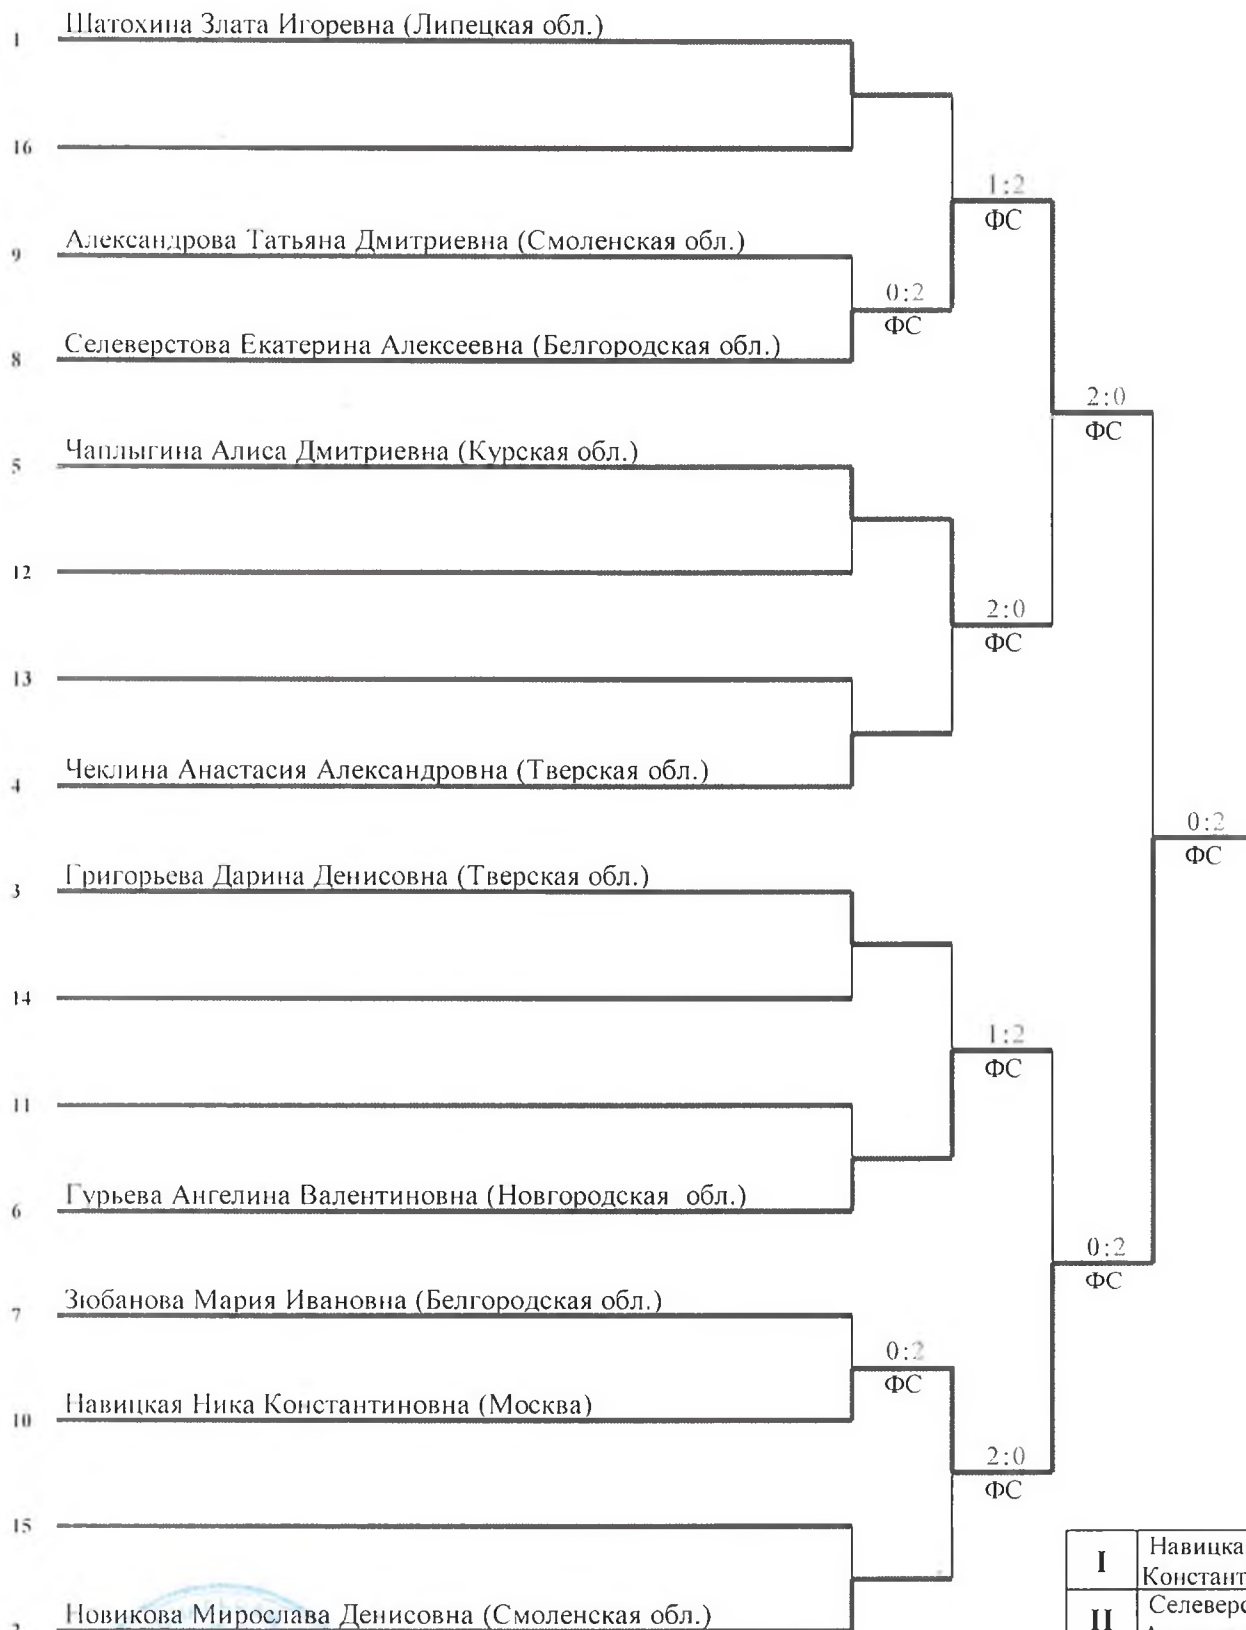 1 Шатохина Злата Игоревна (Липецкая обл.)
16
1:2
ФС
9 Александрова Татьяна Дмитриевна (Смоленская обл.)
0:2
ФС
8 Селеверстова Екатерина Алексеевна (Белгородская обл.)
2:0
ФС
5 Чаплыгина Алиса Дмитриевна (Курская обл.)
12
2:0
ФС
13
4 Чеклина Анастасия Александровна (Тверская обл.)
0:2
ФС
3 Григорьева Дарина Денисовна (Тверская обл.)
14
1:2
ФС
11
6 Гурьева Ангелина Валентиновна (Новгородская обл.)
0:2
ФС
7 Зюбанова Мария Ивановна (Белгородская обл.)
0:2
ФС
10 Навицкая Ника Константиновна (Москва)
2:0
ФС
15
I Навицка
Констант
Новикова Мирослава Денисовна (Смоленская обл.)
II Селеверс